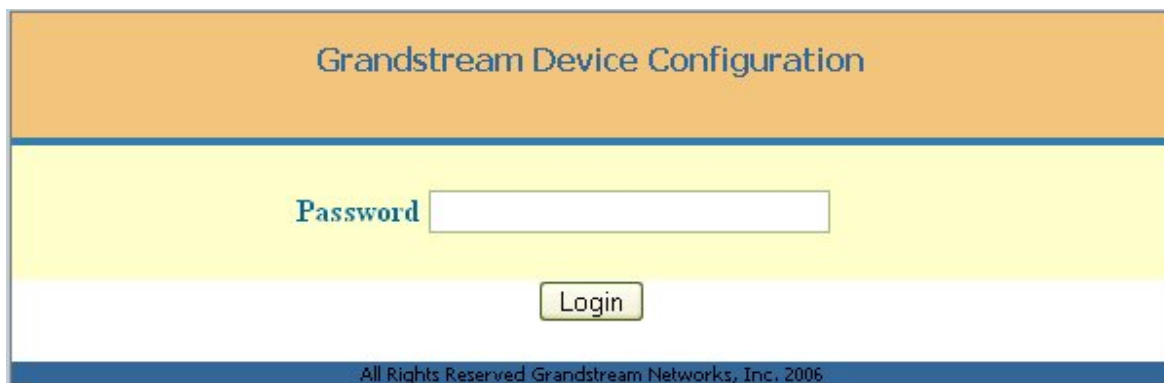 Grandstream Device Configuration
Password
Login
All Rights Reserved Grandstream Networks, Inc. 2006